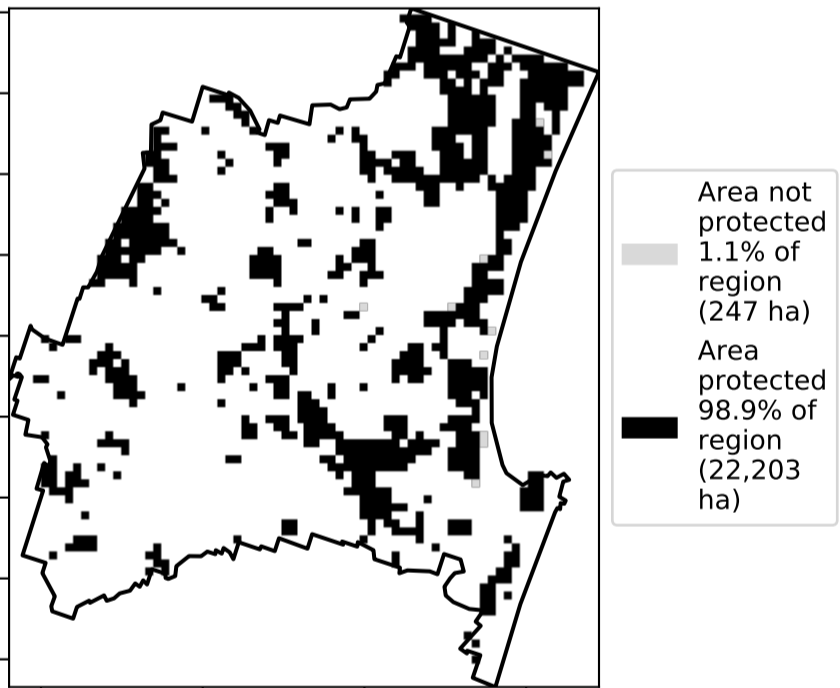 Area not
protected
1.1% of
region
(247 ha)
Area
protected
98.9% of
region
(22,203
ha)